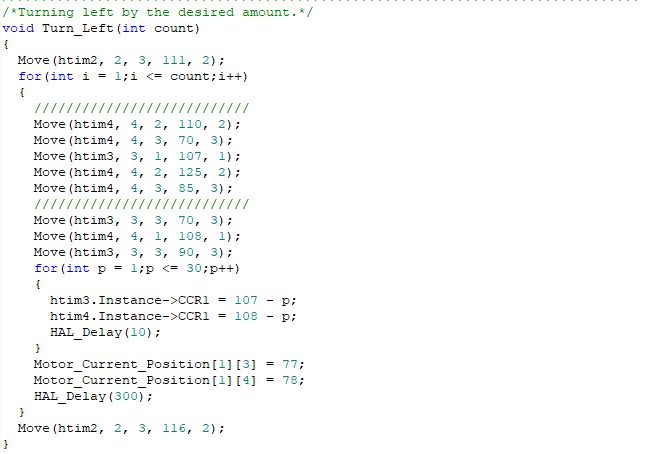 /*Turning left by the desired amount.*/
void Turn_Left(int count)
{
  Move(htim2, 2, 3, 111, 2);
  for(int i = 1;i <= count;i++)
  {
    ///////////////////////////
    Move(htim4, 4, 2, 110, 2);
    Move(htim4, 4, 3, 70, 3);
    Move(htim3, 3, 1, 107, 1);
    Move(htim4, 4, 2, 125, 2);
    Move(htim4, 4, 3, 85, 3);
    ///////////////////////////
    Move(htim3, 3, 3, 70, 3);
    Move(htim4, 4, 1, 108, 1);
    Move(htim3, 3, 3, 90, 3);
    for(int p = 1;p <= 30;p++)
    {
      htim3.Instance->CCR1 = 107 - p;
      htim4.Instance->CCR1 = 108 - p;
      HAL_Delay(10);
    }
    Motor_Current_Position[1][3] = 77;
    Motor_Current_Position[1][4] = 78;
    HAL_Delay(300);
  }
  Move(htim2, 2, 3, 116, 2);
}